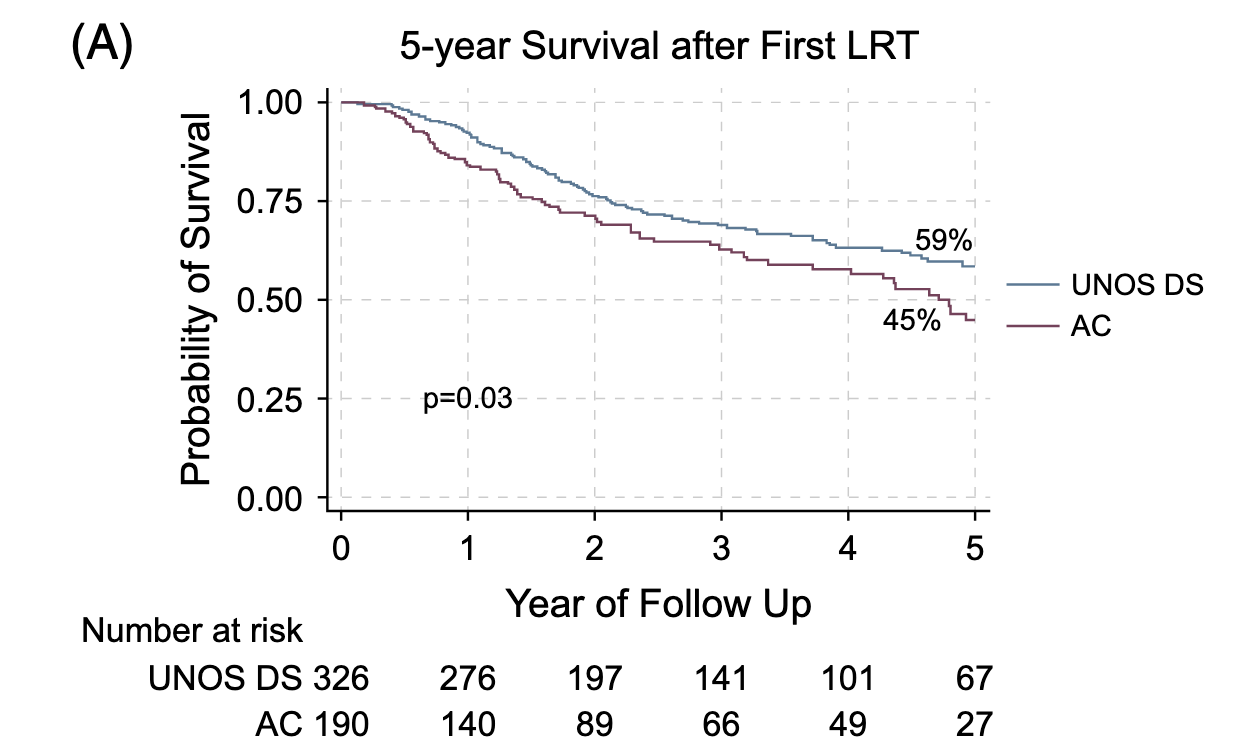 (A)
5-year Survival after First LRT
Probability of Survival
1.00
0.75
0.50
0.25
0.00
59%
45%
p=0.03
UNOS DS
AC
0 1 2 3 4 5
Year of Follow Up
Number at risk
UNOS DS 326 276 197 141 101 67
AC 190 140 89 66 49 27